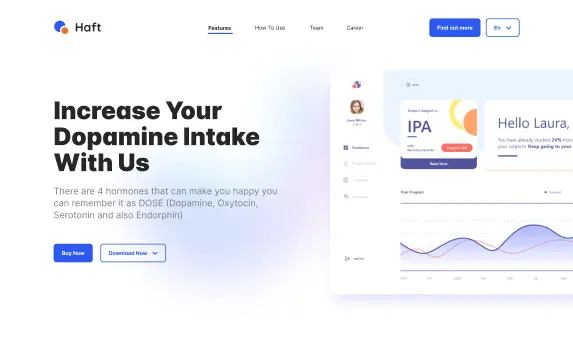 Haft
Features
How To Use
Team
Career
Find out more
En
Increase Your
Dopamine Intake
With Us
There are 4 hormones that can make you happy you
can remember it as DOSE (Dopamine, Oxytocin,
Serotonin and also Endorphin)
Buy Now
Download Now
Dashboard
Log Out
Today's Subject is :
IPA
Read Now
Hello Laura,
You have already studied 24% from
your subjects. Keep going to your
Your Progress